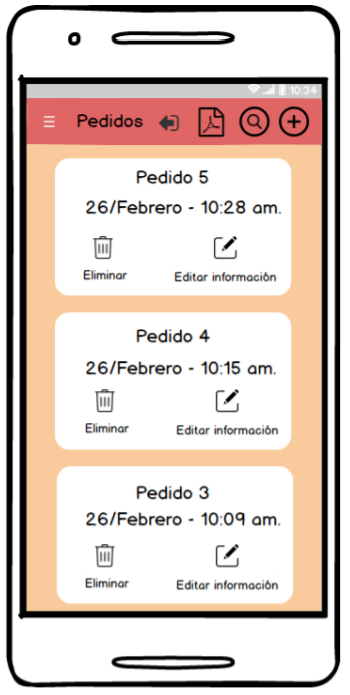 10:34
Pedidos
Pedido 5
26/Febrero - 10:28 am.
Eliminar Editar información
Pedido 4
26/Febrero - 10:15 am.
Eliminar Editar información
Pedido 3
26/Febrero - 10:09 am.
Eliminar Editar información